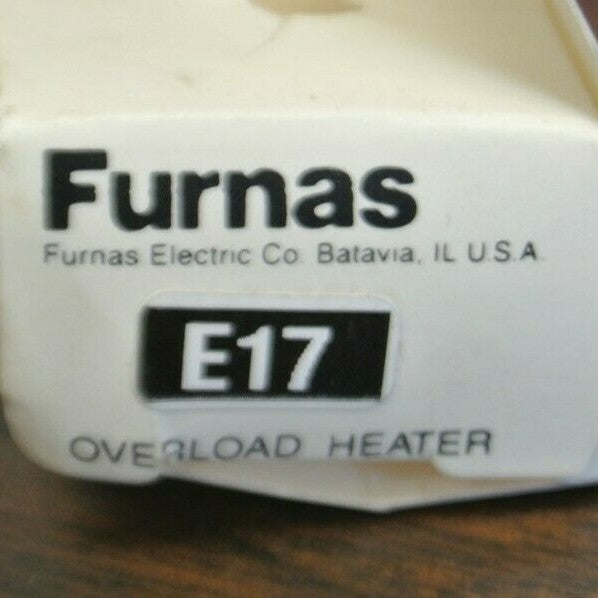 Furnas
Furnas Electric Co. Batavia, IL U.S.A.
E17
OVERLOAD HEATER